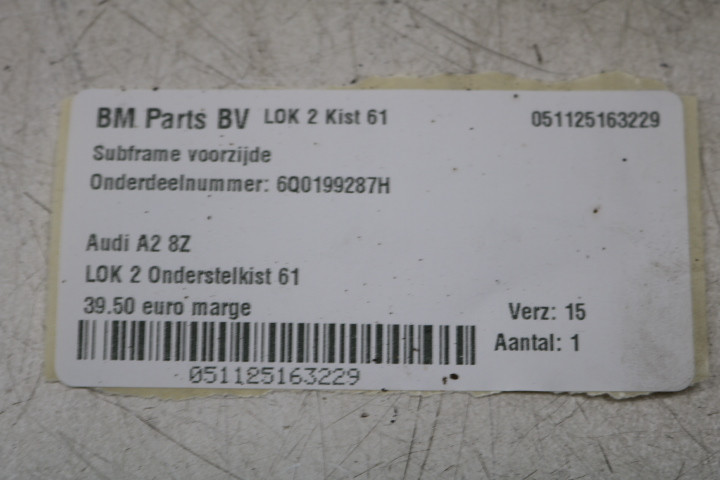 BM Parts BV LOK 2 Kist 61 051125163229
Subframe voorzijde
Onderdeelnummer: 6Q0199287H
Audi A2 8Z
LOK 2 Onderstelkist 61
39.50 euro marge Verz: 15
Aantal: 1
051125163229